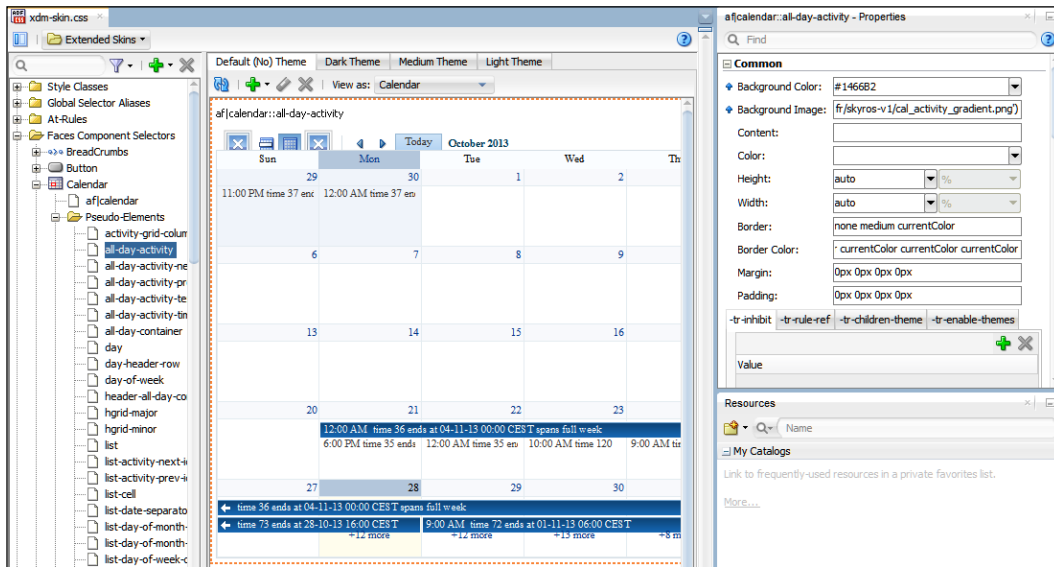 xdm-skin.css
Extended Skins
Style Classes
Global Selector Aliases
At-Rules
Faces Component Selectors
BreadCrumbs
Button
Calendar
af|calendar
Pseudo-Elements
activity-grid-colum
all-day-activity
all-day-activity-ne
all-day-activity-pr
all-day-activity-te
all-day-activity-tim
all-day-container
day
day-header-row
day-of-week
header-all-day-co
hgrid-major
hgrid-minor
list
list-activity-next-i
list-activity-prev-i
list-cell
list-date-separato
list-day-of-month-
list-day-of-month-
list-day-of-week-c
Default (No) Theme Dark Theme Medium Theme Light Theme
View as: Calendar
af|calendar::all-day-activity
Today October 2013
Sun Mon Tue Wed Th
29 30 1 2
11:00 PM time 37 end 12:00 AM time 37 en
6 7 8 9
13 14 15 16
20 21 22 23
12:00 AM time 36 ends at 04-11-13 00:00 CEST spans full week
6:00 PM time 35 ends 12:00 AM time 35 en 10:00 AM time 120 9:00 AM tim
27 28 29 30
time 36 ends at 04-11-13 00:00 CEST spans full week
time 73 ends at 28-10-13 16:00 CEST 9:00 AM time 72 ends at 01-11-13 06:00 CEST
+12 more +12 more +13 more +8 m
af|calendar::all-day-activity - Properties
Find
Common
Background Color: #1466B2
Background Image: fr/skyros-v1/cal_activity_gradient.png')
Content:
Color:
Height: auto %
Width: auto %
Border: none medium currentColor
Border Color: currentColor currentColor currentColor
Margin: 0px 0px 0px 0px
Padding: 0px 0px 0px 0px
-tr-inhibit -tr-rule-ref -tr-children-theme -tr-enable-themes
Value
Resources
Name
My Catalogs
Link to frequently-used resources in a private favorites list.
More...